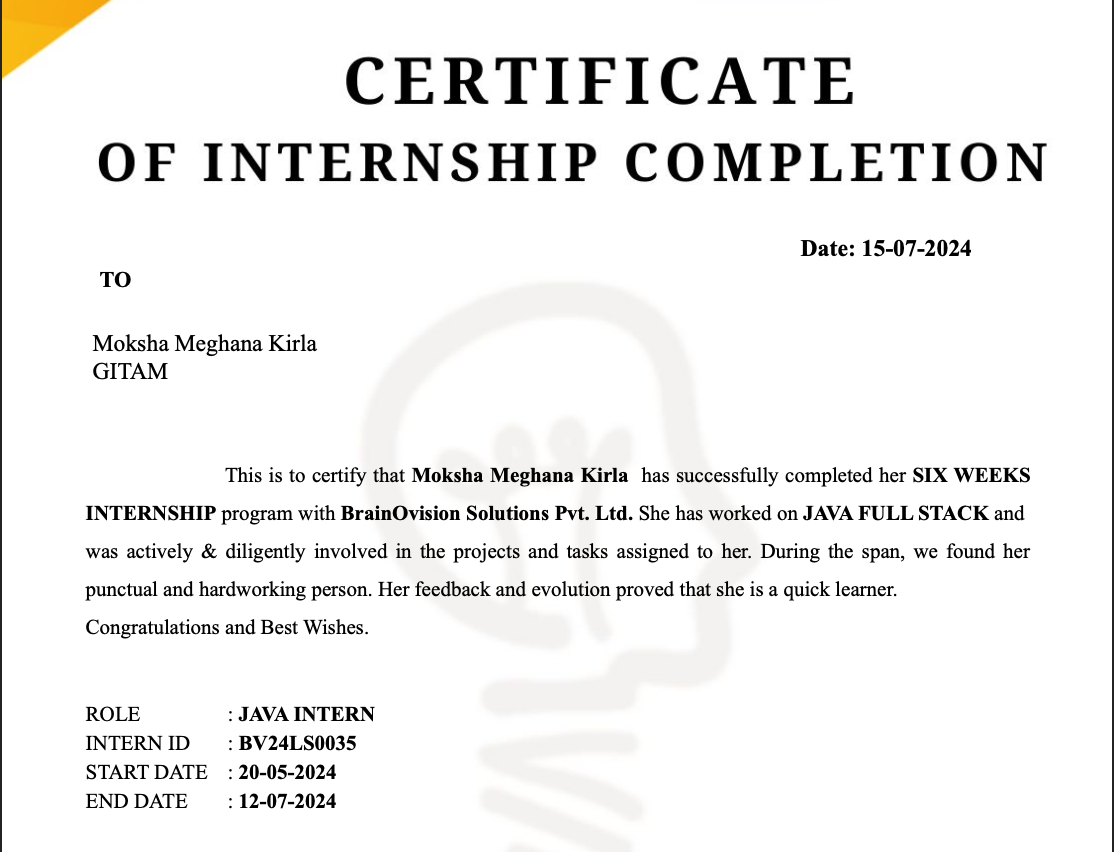 CERTIFICATE
OF INTERNSHIP COMPLETION
Date: 15-07-2024
TO
Moksha Meghana Kirla
GITAM
This is to certify that Moksha Meghana Kirla has successfully completed her SIX WEEKS
INTERNSHIP program with BrainOvision Solutions Pvt. Ltd. She has worked on JAVA FULL STACK and
was actively & diligently involved in the projects and tasks assigned to her. During the span, we found her
punctual and hardworking person. Her feedback and evolution proved that she is a quick learner.
Congratulations and Best Wishes.
ROLE : JAVA INTERN
INTERN ID : BV24LS0035
START DATE : 20-05-2024
END DATE : 12-07-2024